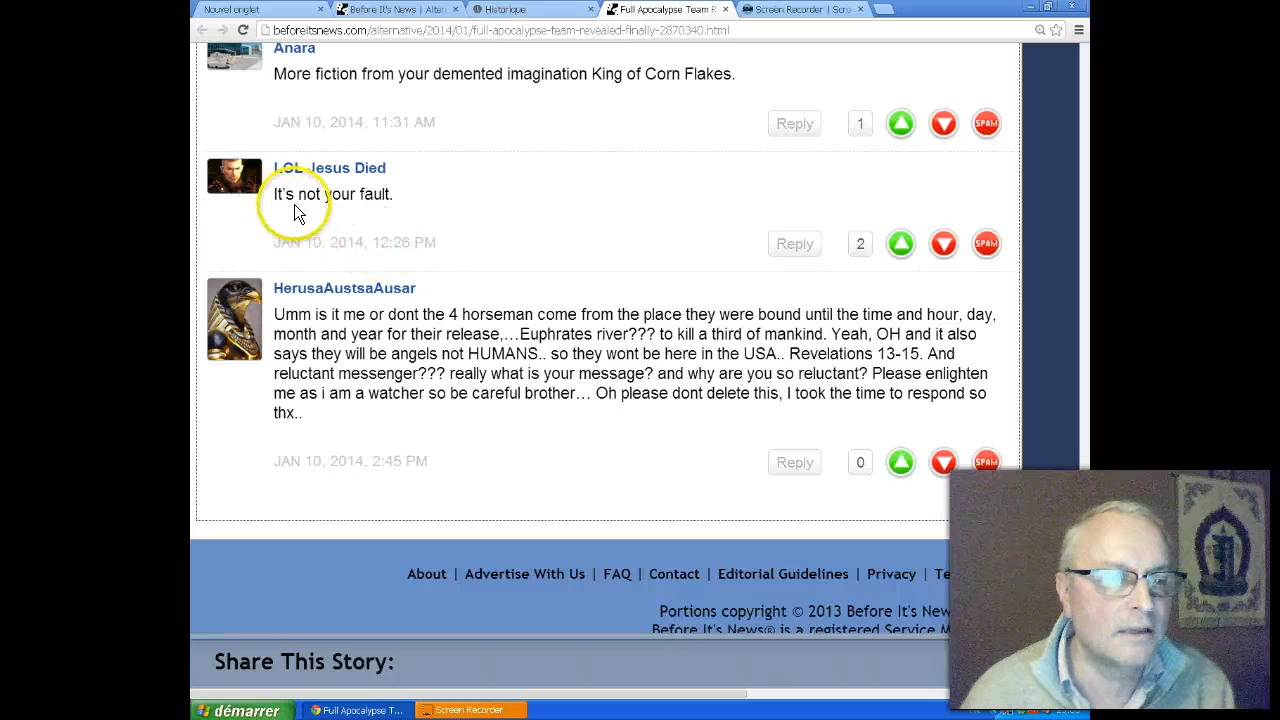 Nouvel onglet
Before It's News | Altern
Historique
Full Apocalypse Team R
Screen Recorder | Scre
beforeitsnews.com/alternative/2014/01/full-apocalypse-team-revealed-finally-2870340.html
Anara
More fiction from your demented imagination King of Corn Flakes.
JAN 10, 2014, 11:31 AM
Reply
1
SPAM
LOL Jesus Died
It's not your fault.
JAN 10, 2014, 12:26 PM
Reply
2
SPAM
HerusaAustsaAusar
Umm is it me or dont the 4 horseman come from the place they were bound until the time and hour, day,
month and year for their release,…Euphrates river??? to kill a third of mankind. Yeah, OH and it also
says they will be angels not HUMANS.. so they wont be here in the USA.. Revelations 13-15. And
reluctant messenger??? really what is your message? and why are you so reluctant? Please enlighten
me as i am a watcher so be careful brother… Oh please dont delete this, I took the time to respond so
thx..
JAN 10, 2014, 2:45 PM
Reply
0
SPAM
About | Advertise With Us | FAQ | Contact | Editorial Guidelines | Privacy | Te
Portions copyright © 2013 Before It's New
Before It's News® is a registered Service M
Share This Story:
démarrer
Full Apocalypse T...
Screen Recorder